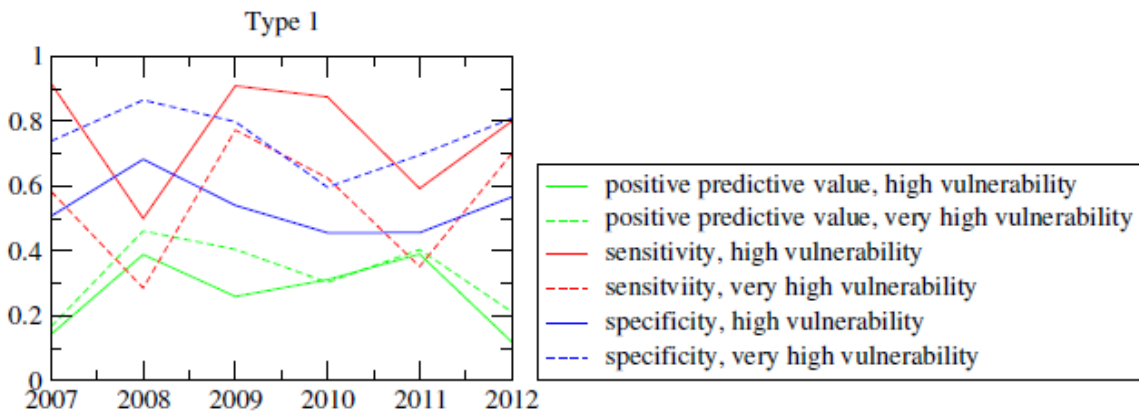 Type 1
1
0.8
0.6
0.4
0.2
0
2007 2008 2009 2010 2011 2012
positive predictive value, high vulnerability
positive predictive value, very high vulnerability
sensitivity, high vulnerability
sensitviity, very high vulnerability
specificity, high vulnerability
specificity, very high vulnerability